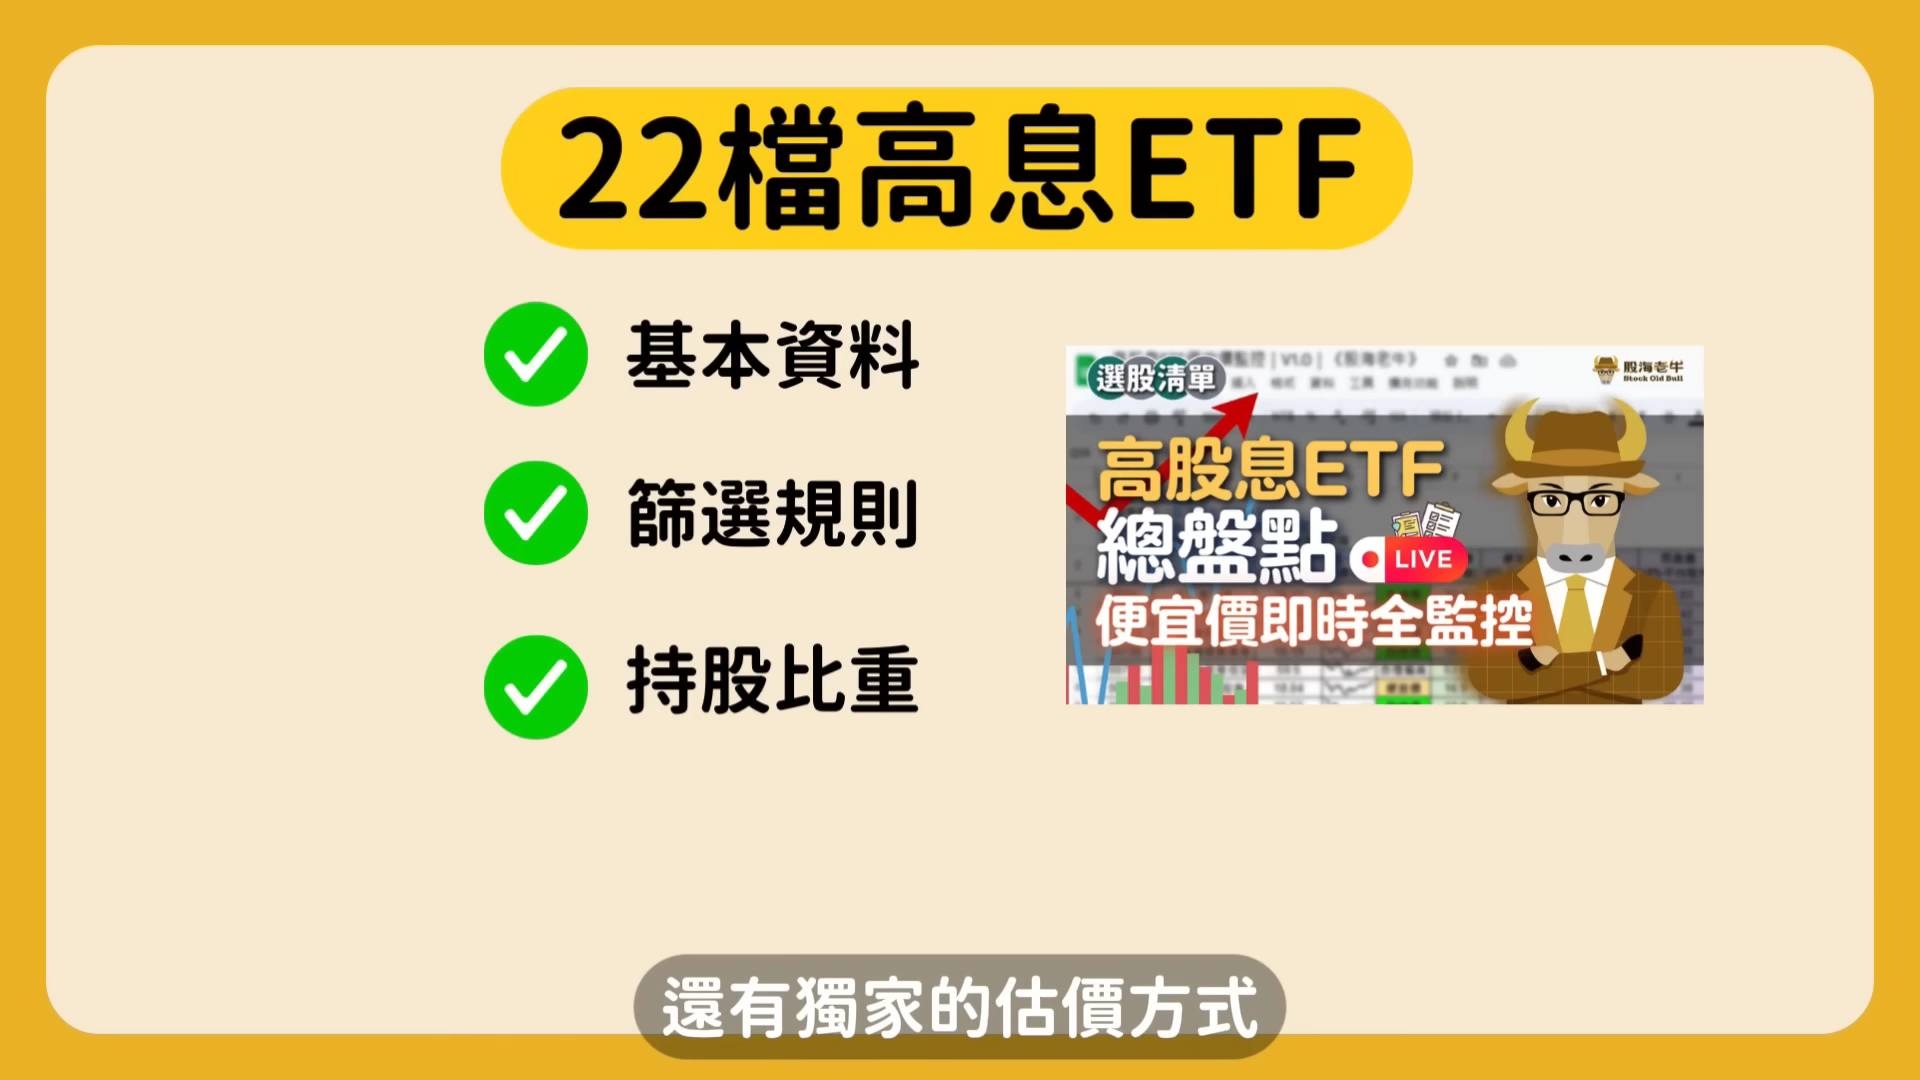 22檔高息ETF
基本資料
篩選規則
持股比重
選股清單
股海老牛
Stock Old Bull
高股息ETF
總盤點
LIVE
便宜價即時全監控
還有獨家的估價方式